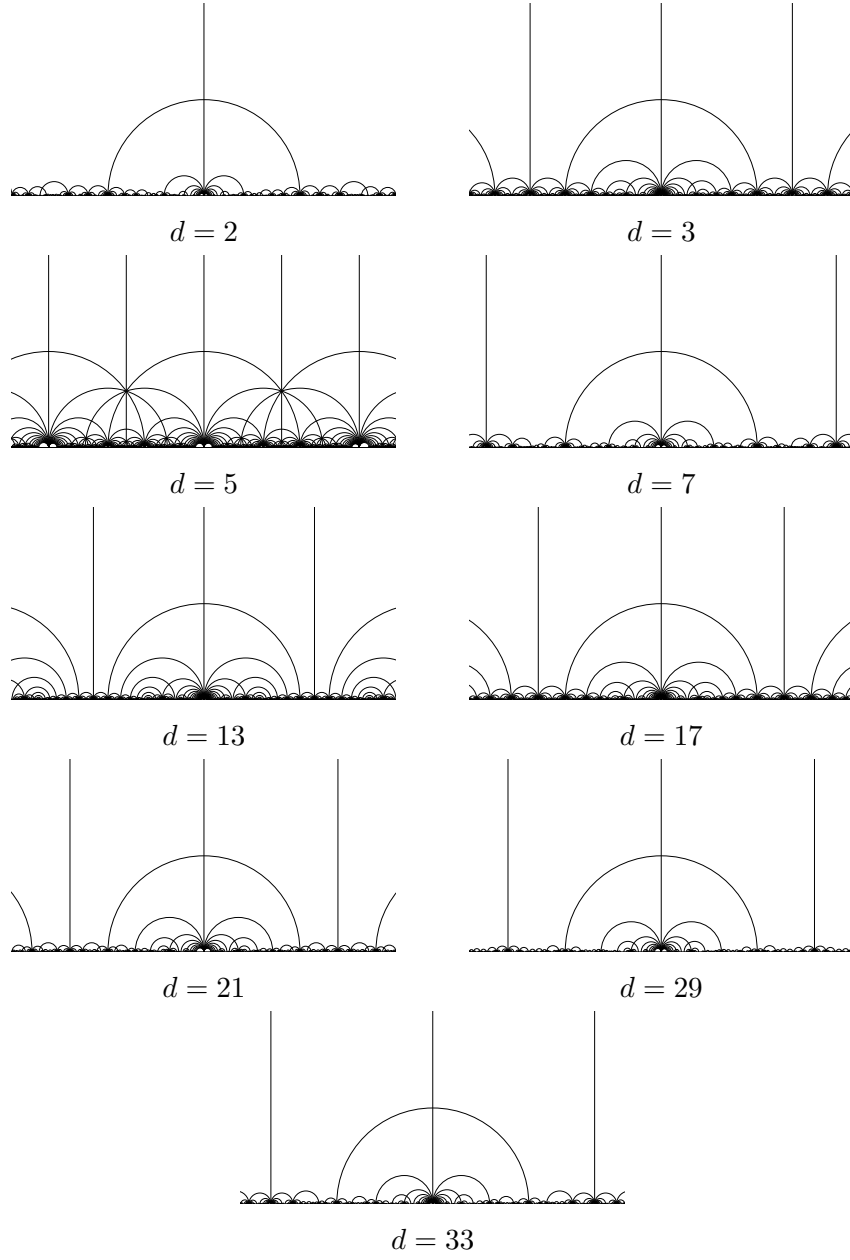 d = 2
d = 3
d = 5
d = 7
d = 13
d = 17
d = 21
d = 29
d = 33